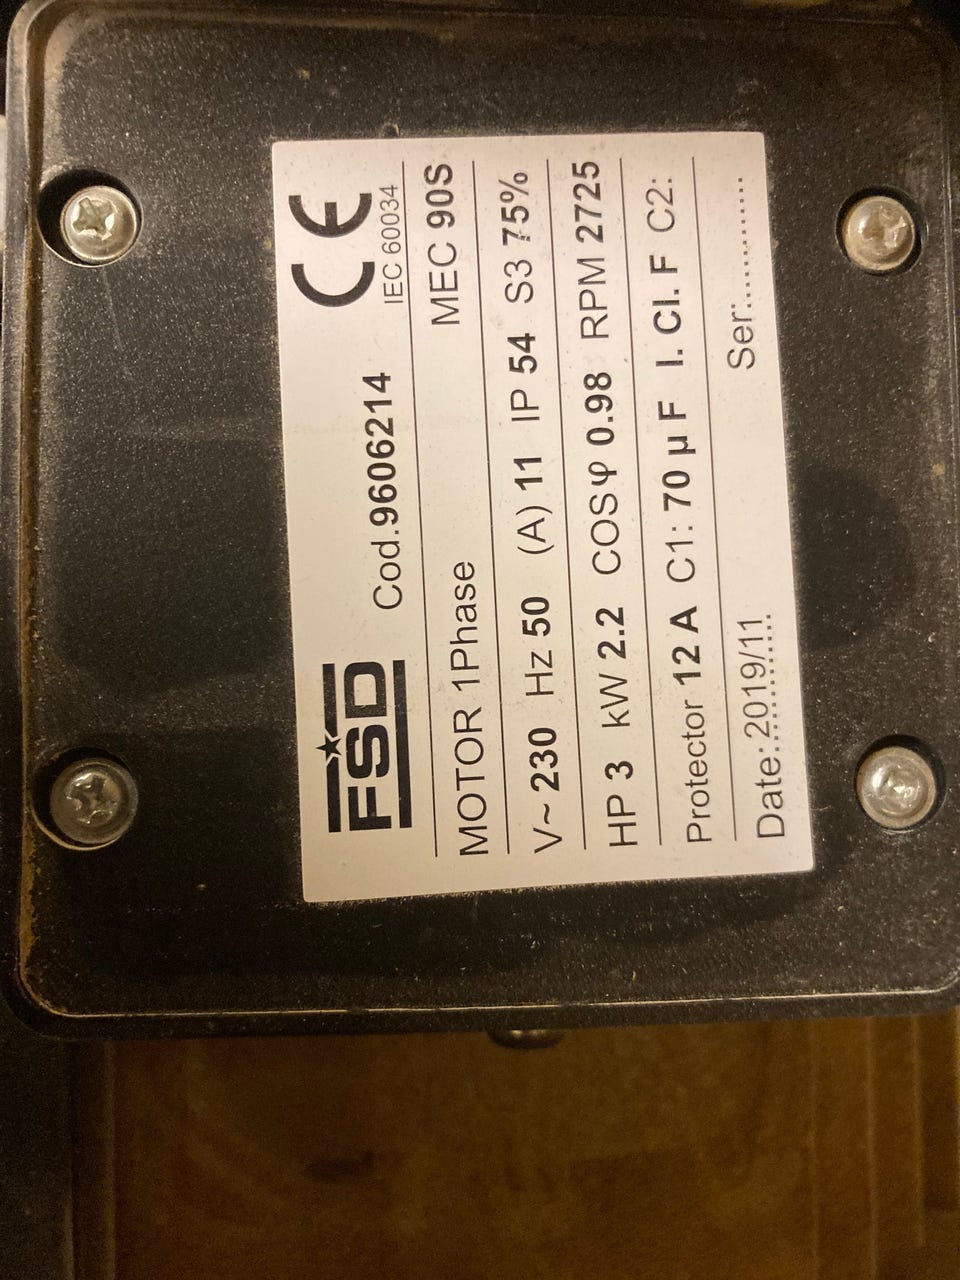 FSD Cod.9606214 CE
IEC 60034
MOTOR 1Phase MEC 90S
V~ 230 Hz 50 (A) 11 IP 54 S3 75%
HP 3 kW 2.2 COSφ 0.98 RPM 2725
Protector 12 A C1: 70 μ F I. Cl. F C2:
Date: 2019/11 Ser:...........